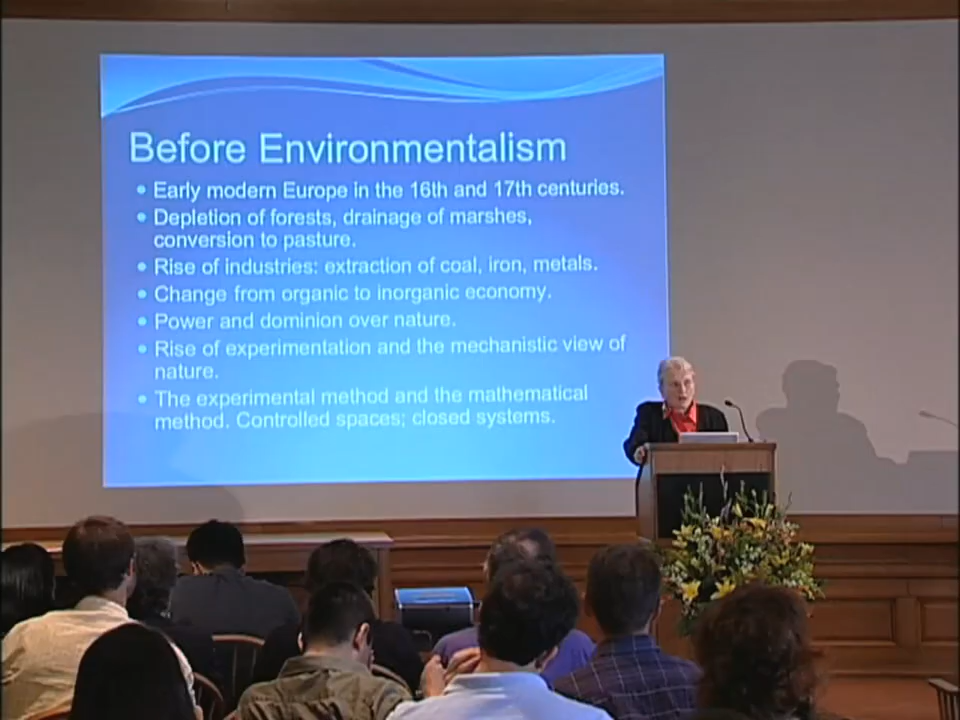 Before Environmentalism
• Early modern Europe in the 16th and 17th centuries.
• Depletion of forests, drainage of marshes,
conversion to pasture.
• Rise of industries: extraction of coal, iron, metals.
• Change from organic to inorganic economy.
• Power and dominion over nature.
• Rise of experimentation and the mechanistic view of
nature.
• The experimental method and the mathematical
method. Controlled spaces; closed systems.